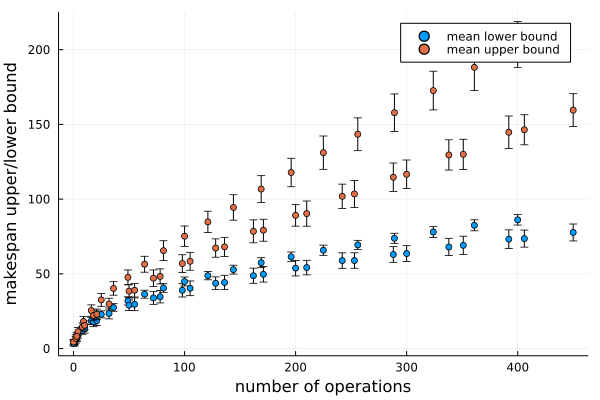 makespan upper/lower bound
200
150
100
50
0
mean lower bound
mean upper bound
0 100 200 300 400
number of operations